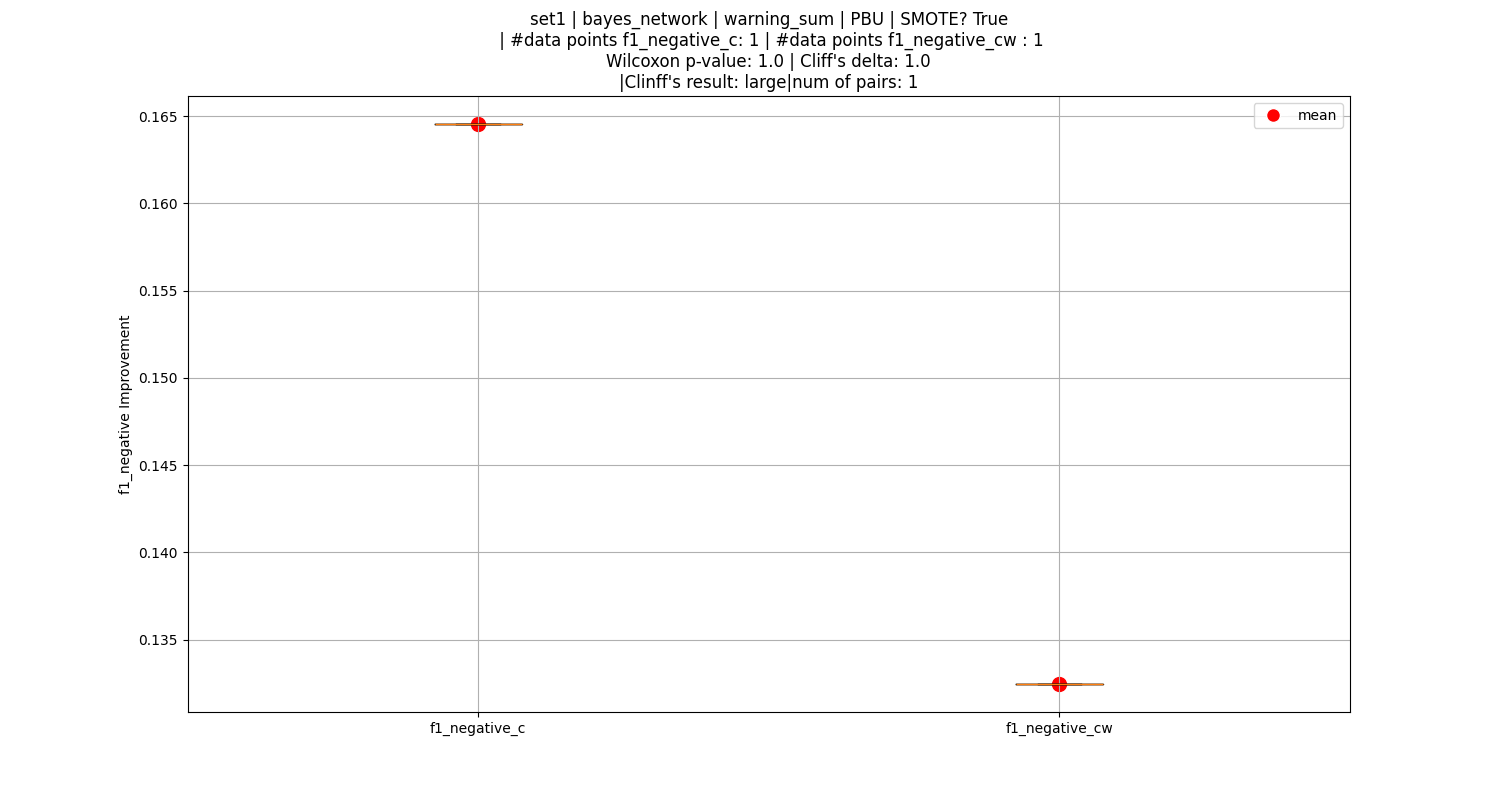 set1 | bayes_network | warning_sum | PBU | SMOTE? True
| #data points f1_negative_c: 1 | #data points f1_negative_cw : 1
Wilcoxon p-value: 1.0 | Cliff's delta: 1.0
|Clinff's result: large|num of pairs: 1
mean
0.165
0.160
0.155
0.150
0.145
0.140
0.135
f1_negative Improvement
f1_negative_c
f1_negative_cw